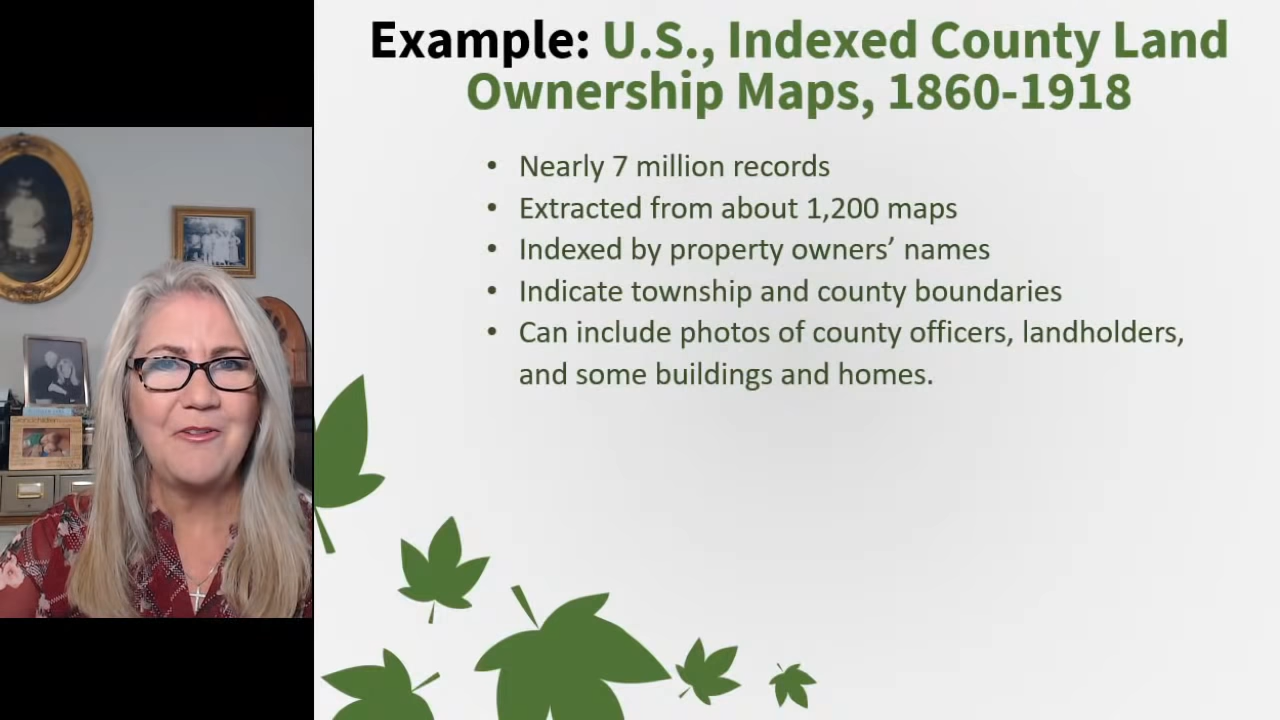 Example: U.S., Indexed County Land
Ownership Maps, 1860-1918
• Nearly 7 million records
• Extracted from about 1,200 maps
• Indexed by property owners’ names
• Indicate township and county boundaries
• Can include photos of county officers, landholders,
and some buildings and homes.